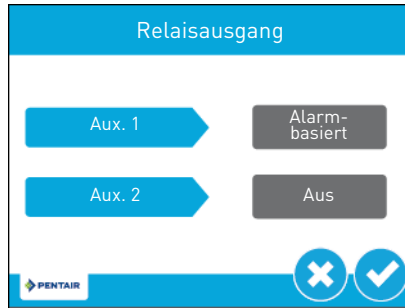 Relaisausgang
Aux. 1
Alarm-
basiert
Aux. 2
Aus
PENTAIR